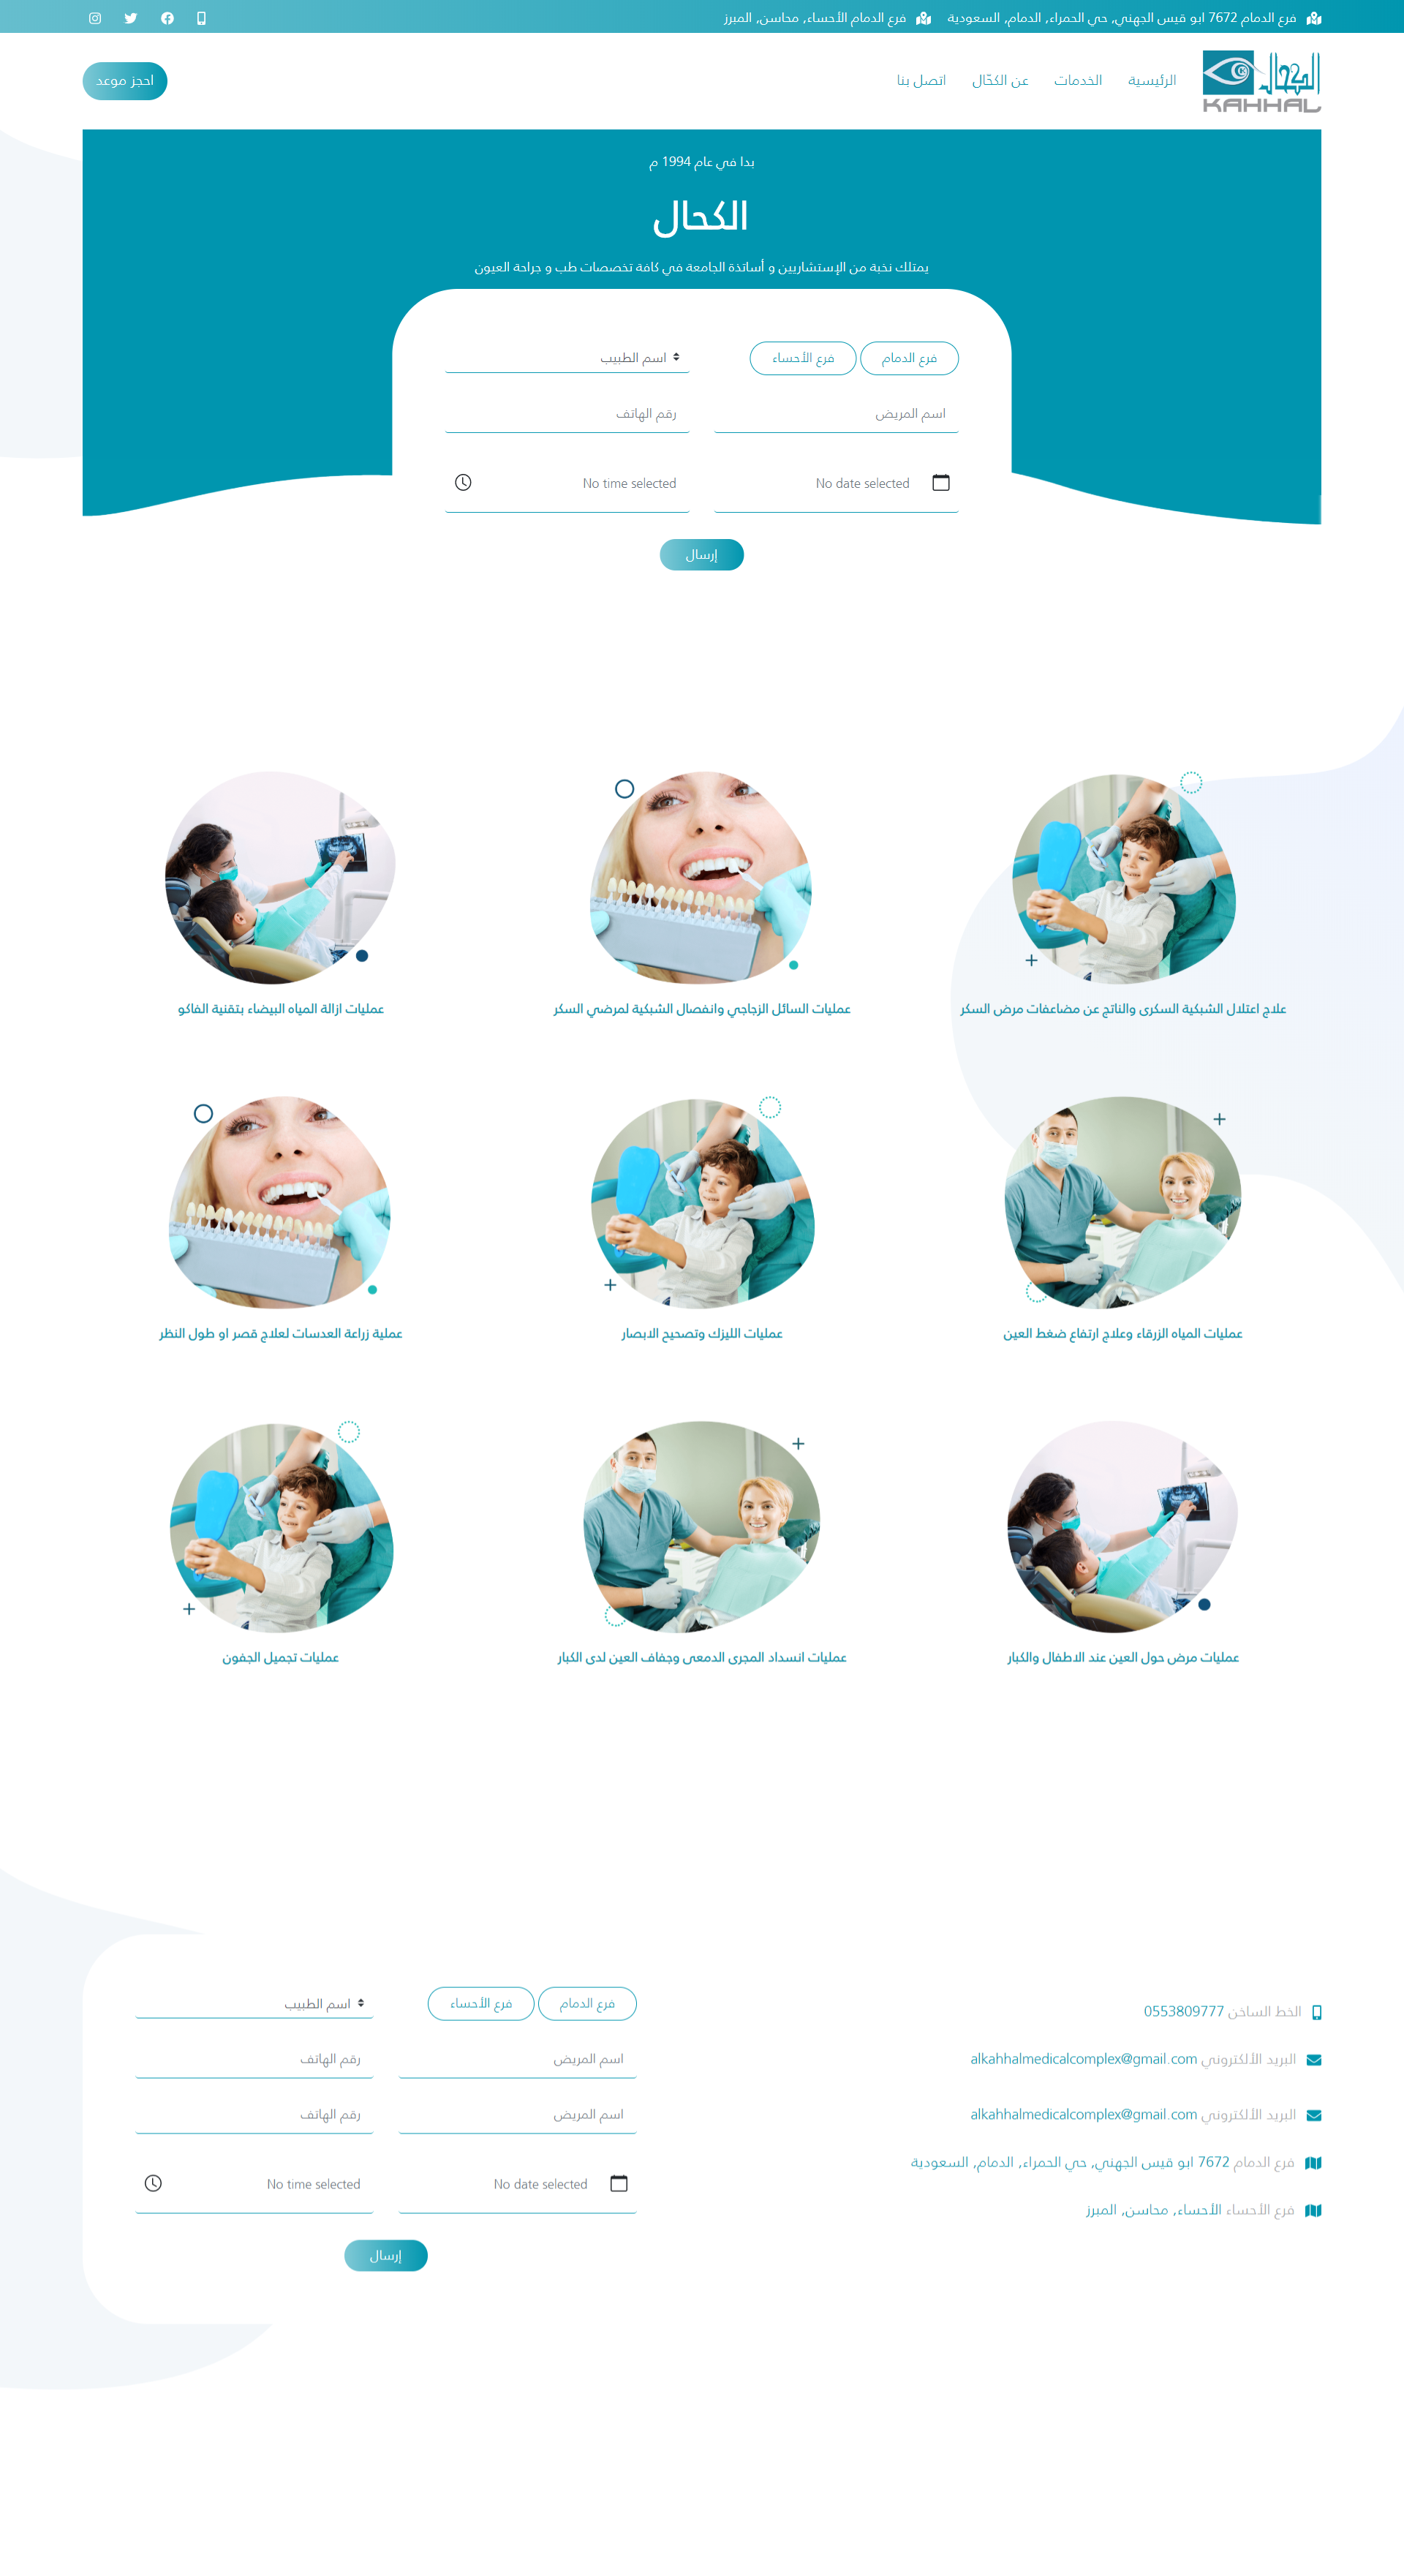 فرع الدمام 7672 ابو قيس الجهني, حي الحمراء, الدمام, السعودية
فرع الدمام الأحساء, محاسن, المبرز
الكحال
KAHHAL
الرئيسية
الخدمات
عن الكحّال
اتصل بنا
احجز موعد
بدا في عام 1994 م
الكحال
يمتلك نخبة من الإستشاريين و أساتذة الجامعة في كافة تخصصات طب و جراحة العيون
فرع الدمام
فرع الأحساء
اسم الطبيب
اسم المريض
رقم الهاتف
No date selected
No time selected
إرسال
علاج اعتلال الشبكية السكرى والناتج عن مضاعفات مرض السكر
عمليات السائل الزجاجي وانفصال الشبكية لمرضي السكر
عمليات ازالة المياه البيضاء بتقنية الفاكو
عمليات المياه الزرقاء وعلاج ارتفاع ضغط العين
عمليات الليزك وتصحيح الابصار
عملية زراعة العدسات لعلاج قصر او طول النظر
عمليات مرض حول العين عند الاطفال والكبار
عمليات انسداد المجرى الدمعى وجفاف العين لدى الكبار
عمليات تجميل الجفون
الخط الساخن 0553809777
البريد الألكتروني alkahhalmedicalcomplex@gmail.com
البريد الألكتروني alkahhalmedicalcomplex@gmail.com
فرع الدمام 7672 ابو قيس الجهني, حي الحمراء, الدمام, السعودية
فرع الأحساء الأحساء, محاسن, المبرز
فرع الدمام
فرع الأحساء
اسم الطبيب
اسم المريض
رقم الهاتف
اسم المريض
رقم الهاتف
No date selected
No time selected
إرسال